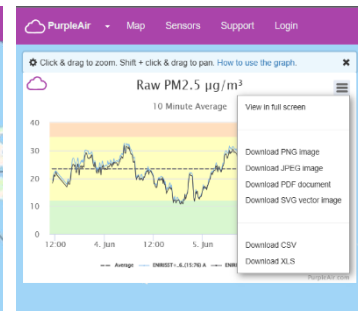 PurpleAir Map Sensors Support Login
Click & drag to zoom. Shift + click & drag to pan. How to use the graph. ✖
Raw PM2.5 µg/m³
10 Minute Average
View in full screen
Download PNG image
Download JPEG image
Download PDF document
Download SVG vector image
Download CSV
Download XLS
40
30
20
10
0
12:00 4. Jun 12:00 5. Jun
Average
PurpleAir.com